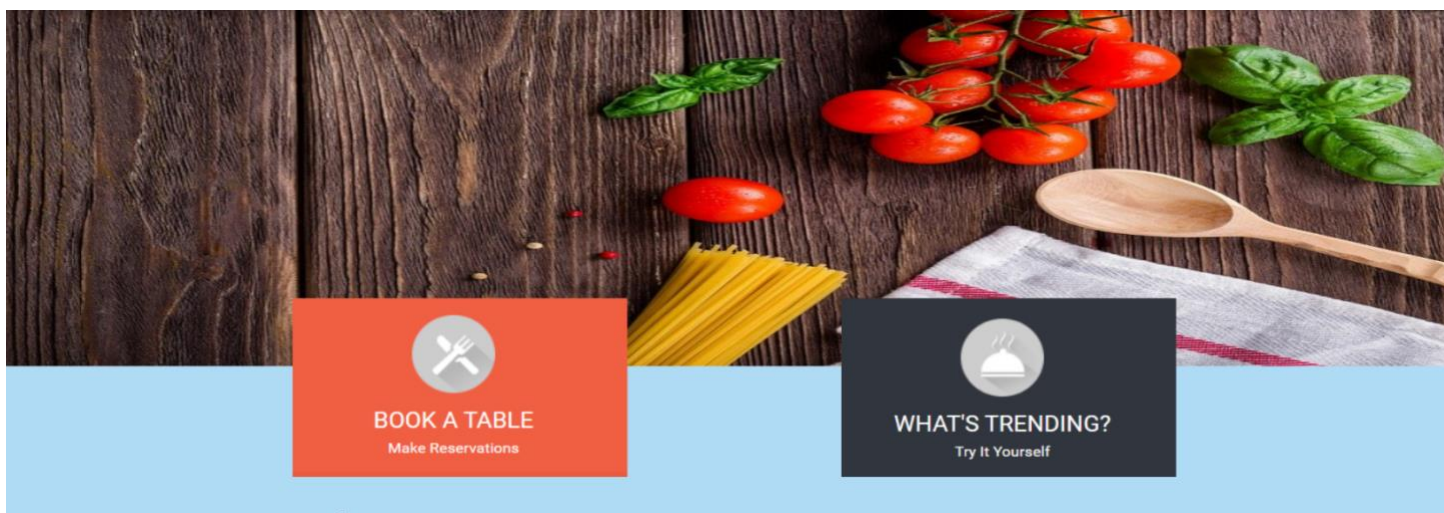 BOOK A TABLE
Make Reservations
WHAT'S TRENDING?
Try It Yourself